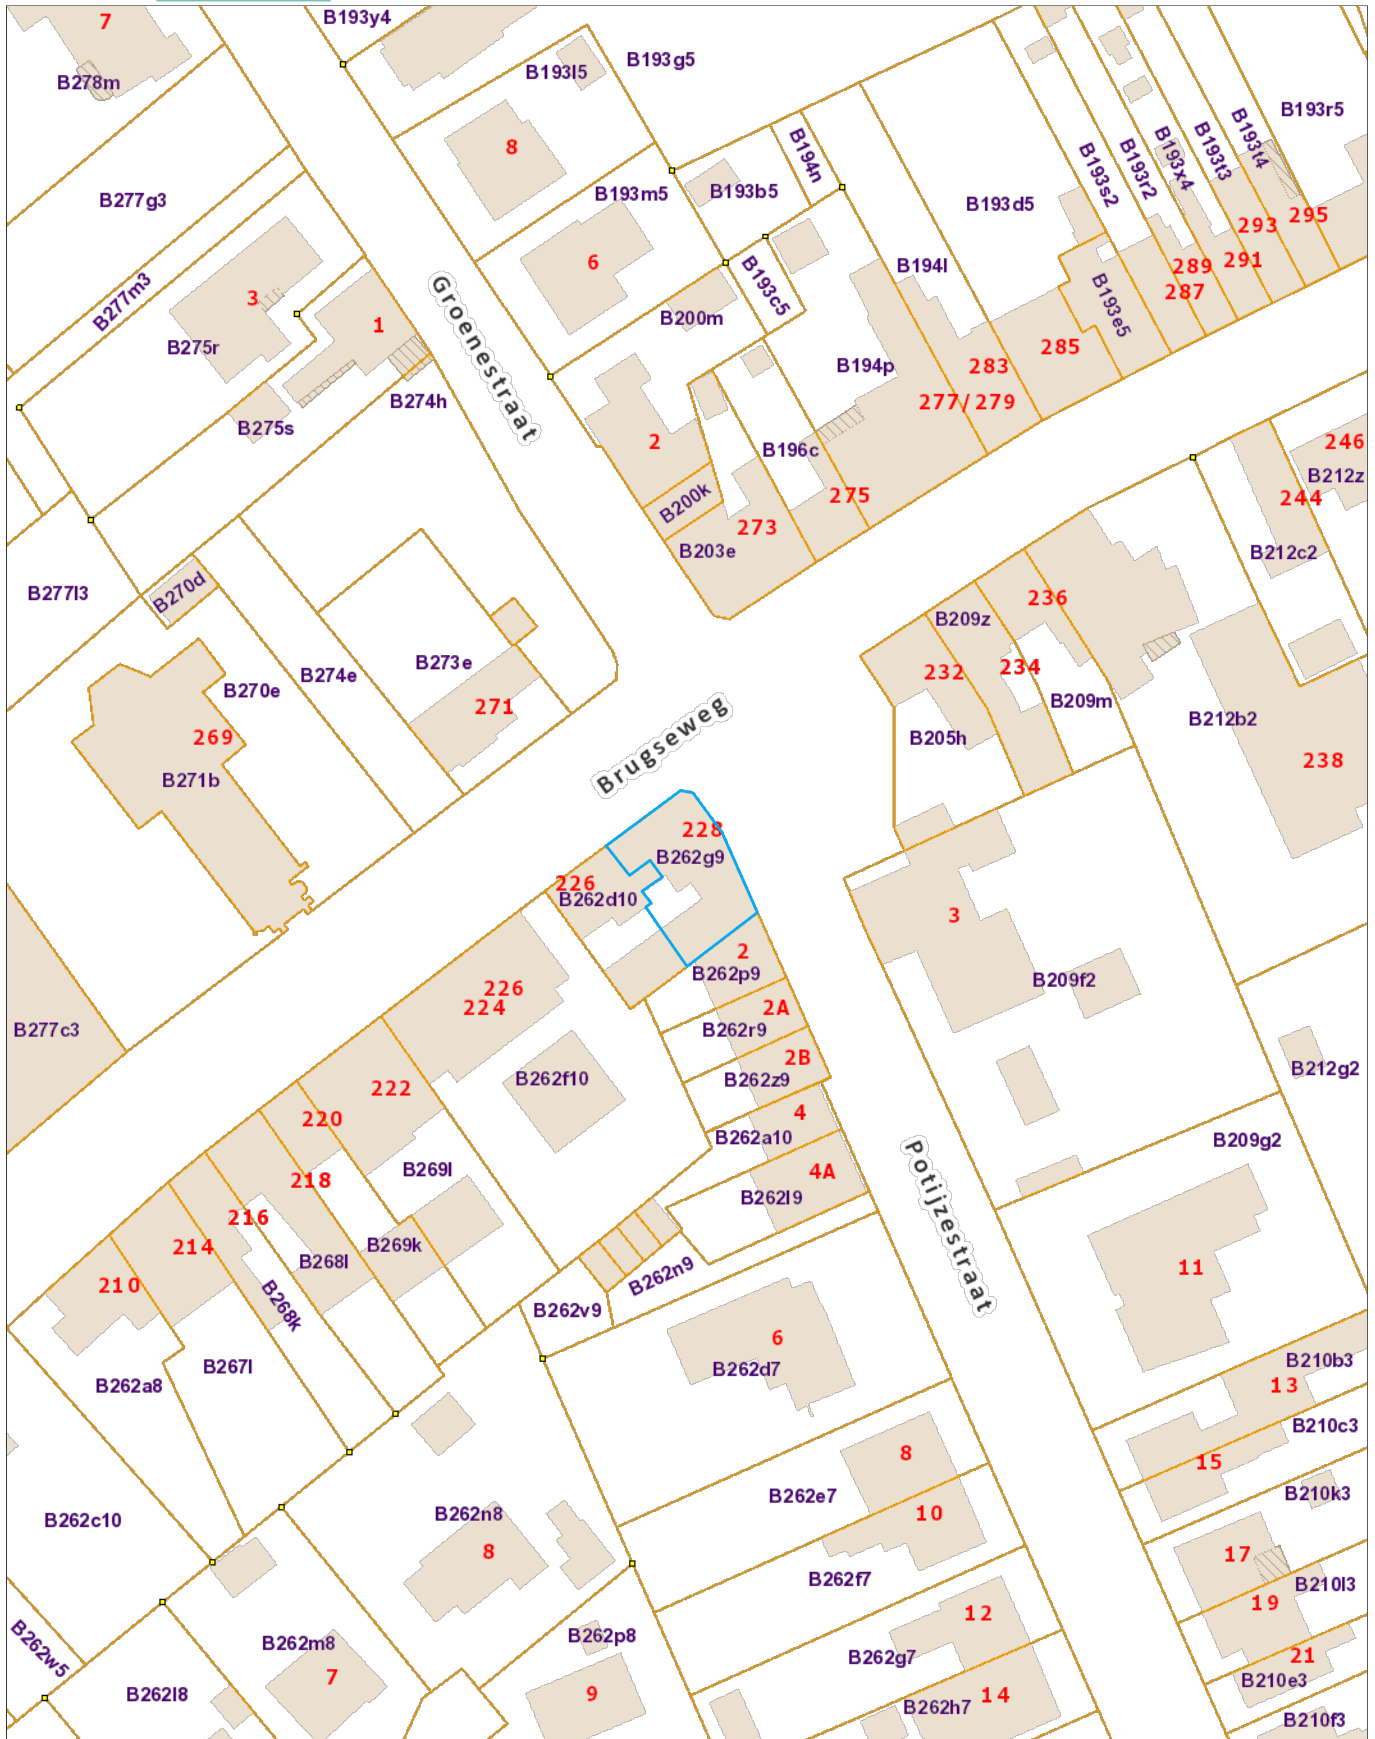 B193y4
7
B193g5
B193l5
B278m
B193r5
8
B194n
B193t4
B193t3
B193x4
B193r2
B193s2
B277g3
B193m5
B193b5
B193d5
293
295
3
6
B194l
289
291
B277m3
B193c5
287
B193e5
1
B200m
B275r
285
B194p
283
Groenestraat
B274h
277/279
B275s
2
246
B196c
B212z
B200k
275
244
273
B203e
B212c2
B277l3
B270d
236
B209z
B273e
234
232
B274e
B270e
B209m
271
B212b2
269
B205h
Brugseweg
B271b
238
228
B262g9
226
B262d10
3
2
B262p9
B209f2
226
224
2A
B277c3
B262r9
2B
B212g2
B262f10
B262z9
222
4
220
B262a10
B209g2
B269l
4A
218
B262l9
Potijzestraat
216
214
B269k
B268l
11
B262n9
210
B268k
B262v9
6
B210b3
B267l
B262d7
B262a8
13
B210c3
8
15
B262e7
B210k3
B262n8
10
B262c10
8
17
B262f7
B210l3
19
12
B262p8
B262m8
B262w5
B262g7
21
7
B210e3
B262l8
9
14
B262h7
B210f3